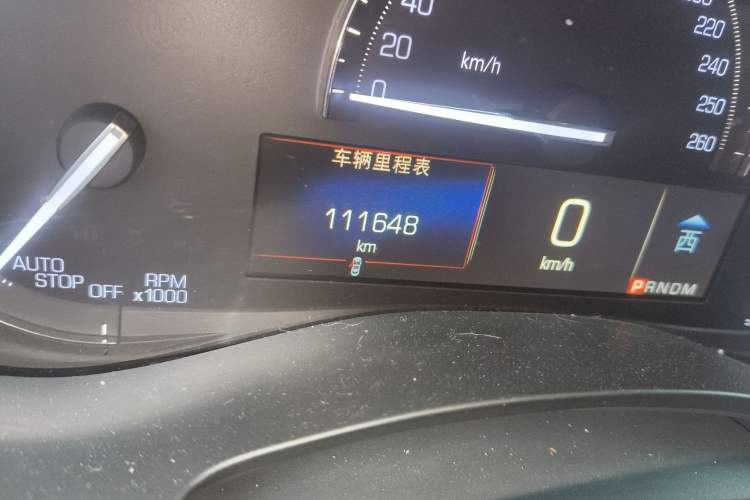 40
20
0
km/h
220
240
250
260
车辆里程表
111648
km
0
km/h
西
PRNDM
AUTO
STOP
OFF
RPM
x1000